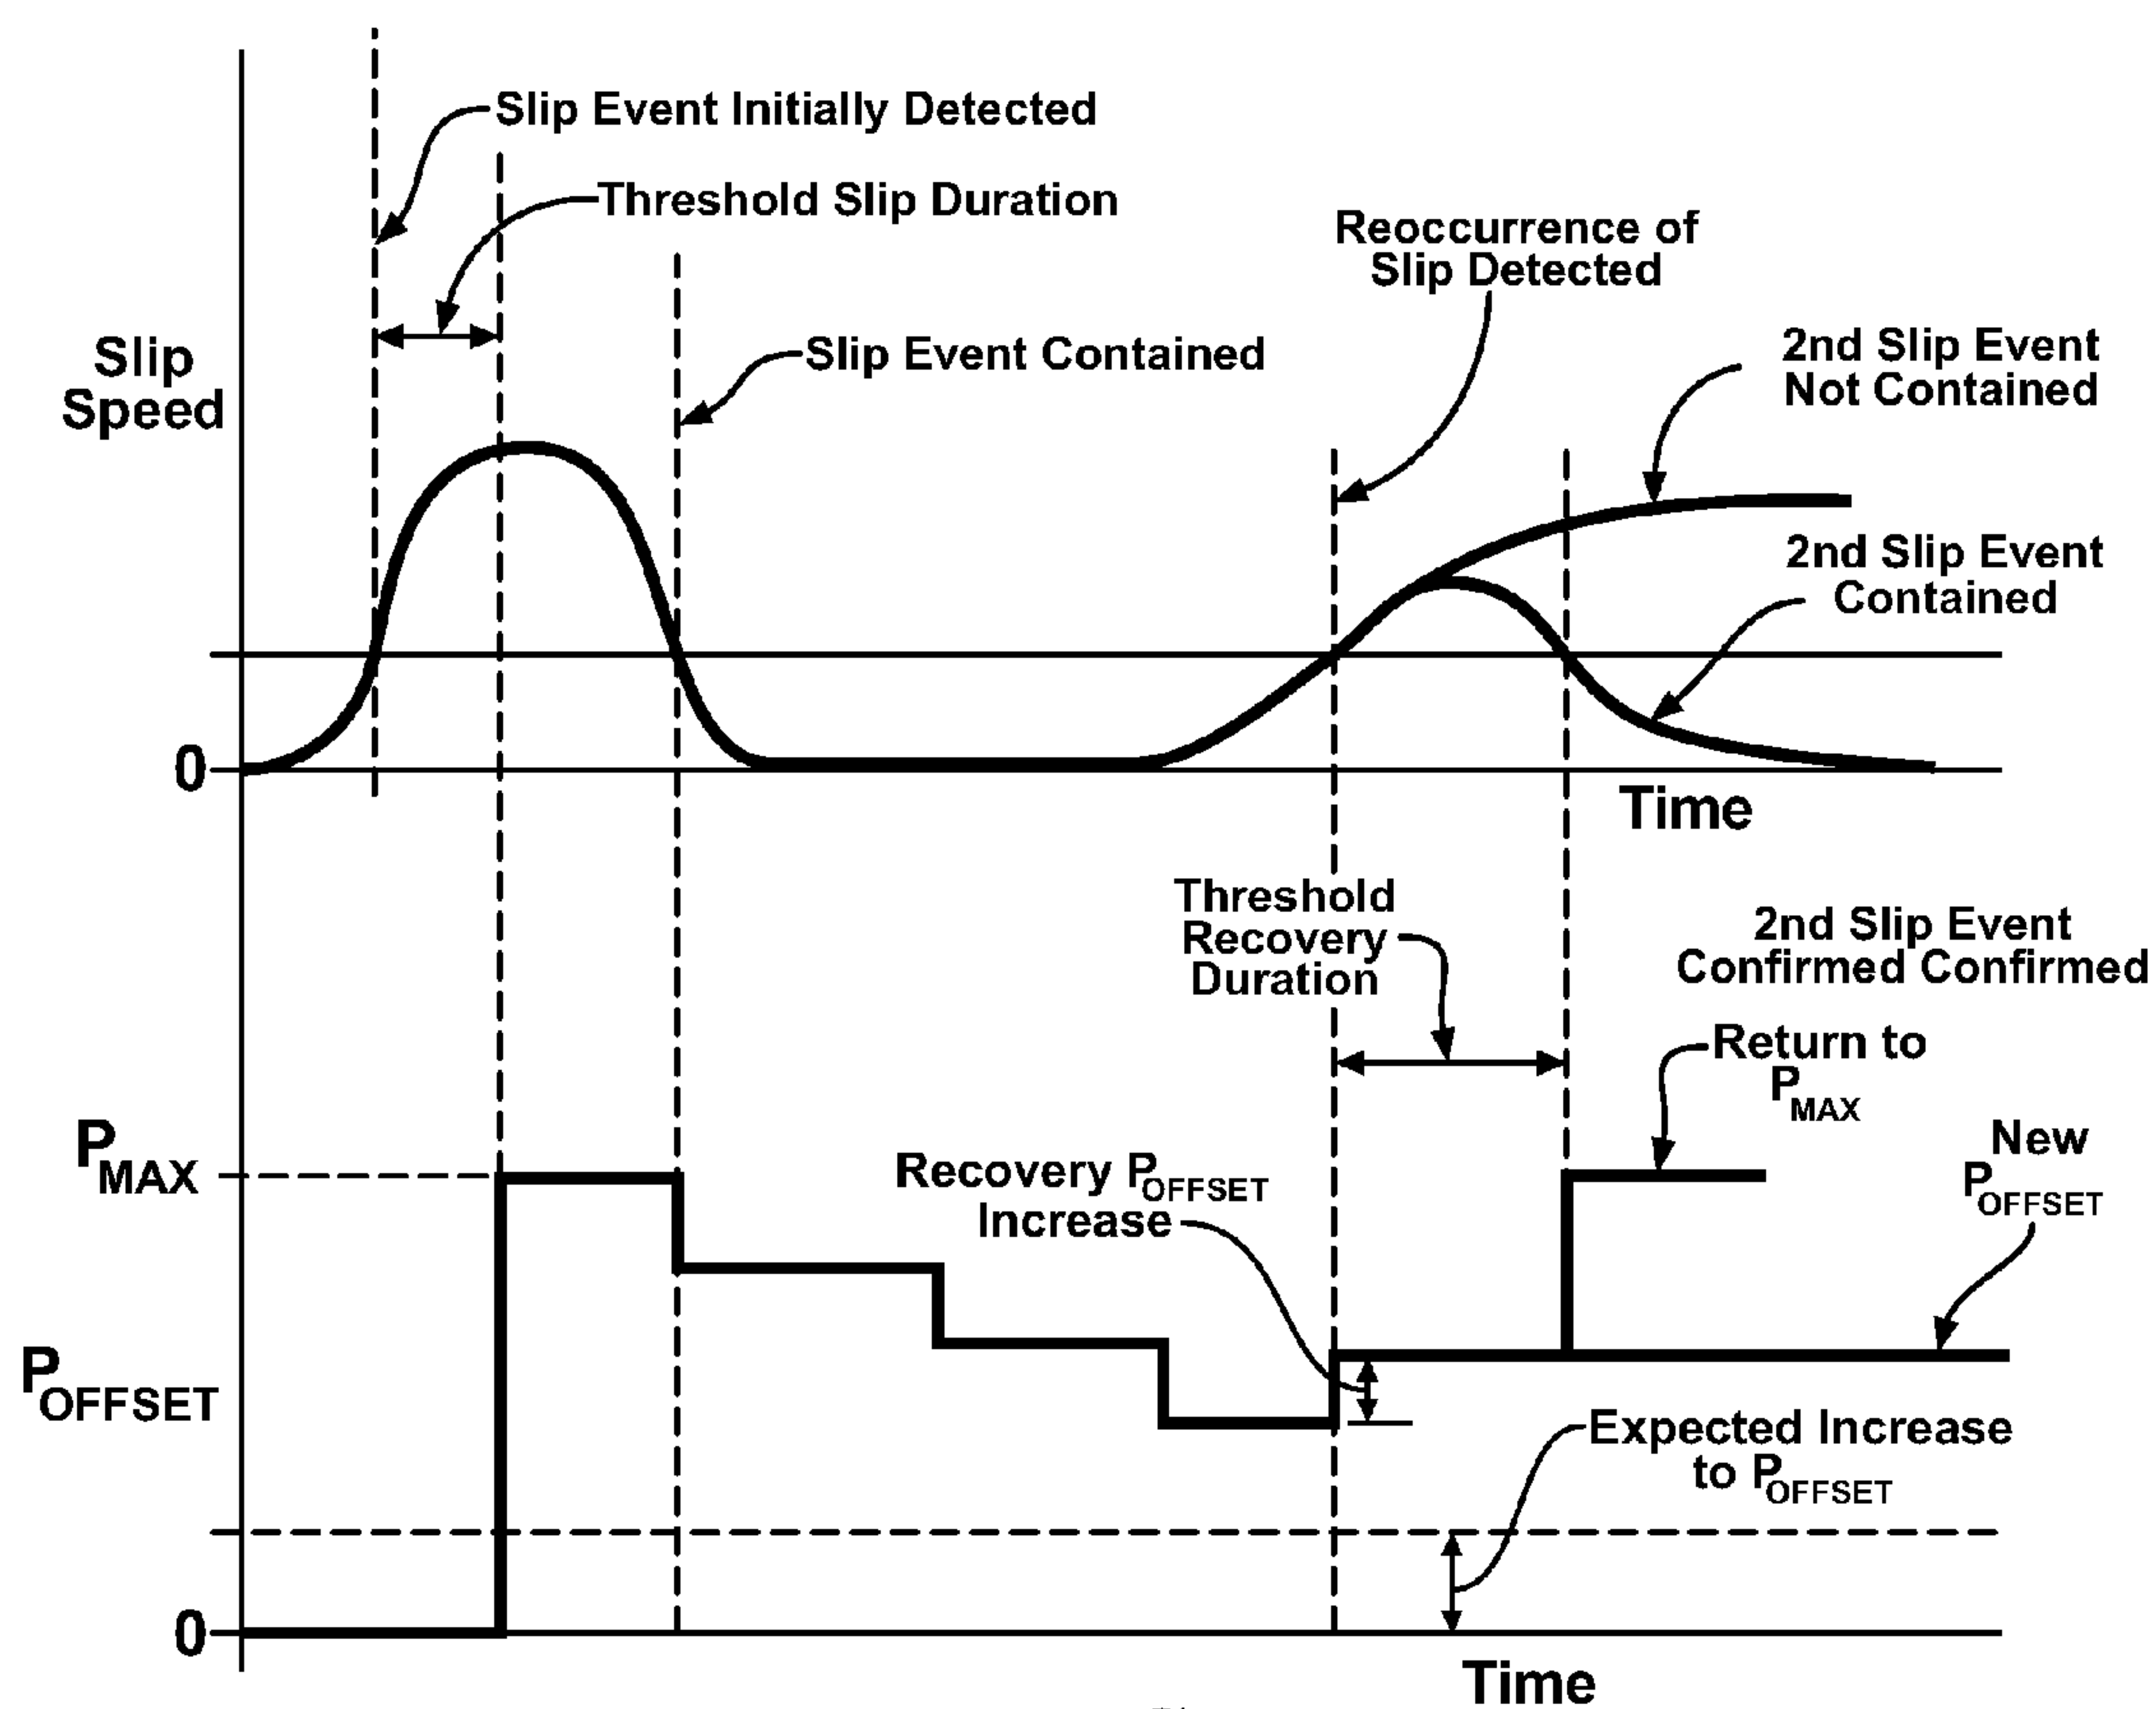 Slip Event Initially Detected
Threshold Slip Duration
Reoccurrence of
Slip Detected
Slip
Speed
Slip Event Contained
2nd Slip Event
Not Contained
2nd Slip Event
Contained
0
Time
Threshold
Recovery
Duration
2nd Slip Event
Confirmed Confirmed
Return to
PMAX
PMAX
Recovery POFFSET
Increase
New
POFFSET
POFFSET
Expected Increase
to POFFSET
0
Time